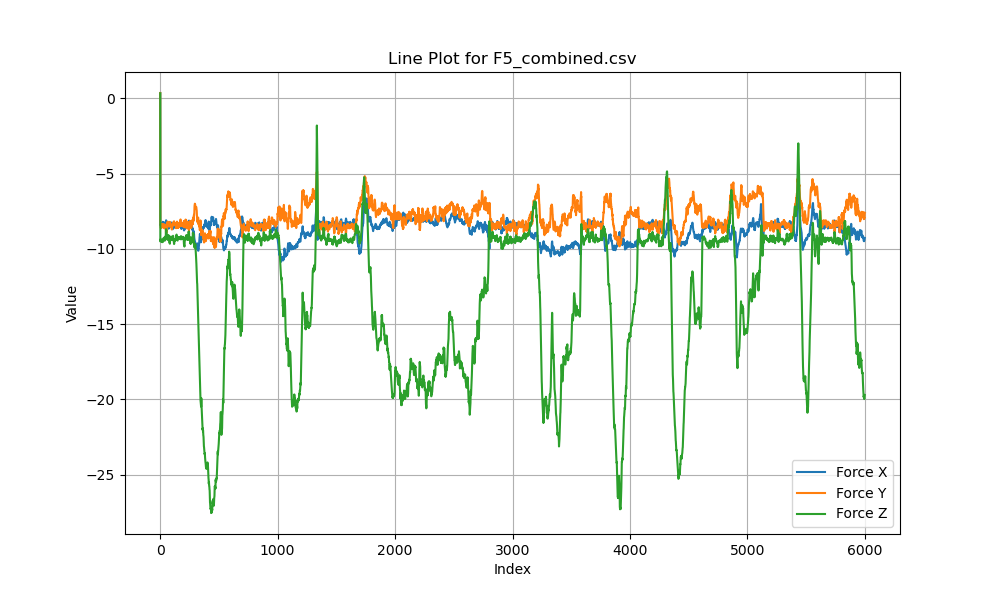 Line Plot for F5_combined.csv
0
−5
−10
−15
−20
−25
Value
0 1000 2000 3000 4000 5000 6000
Index
Force X
Force Y
Force Z